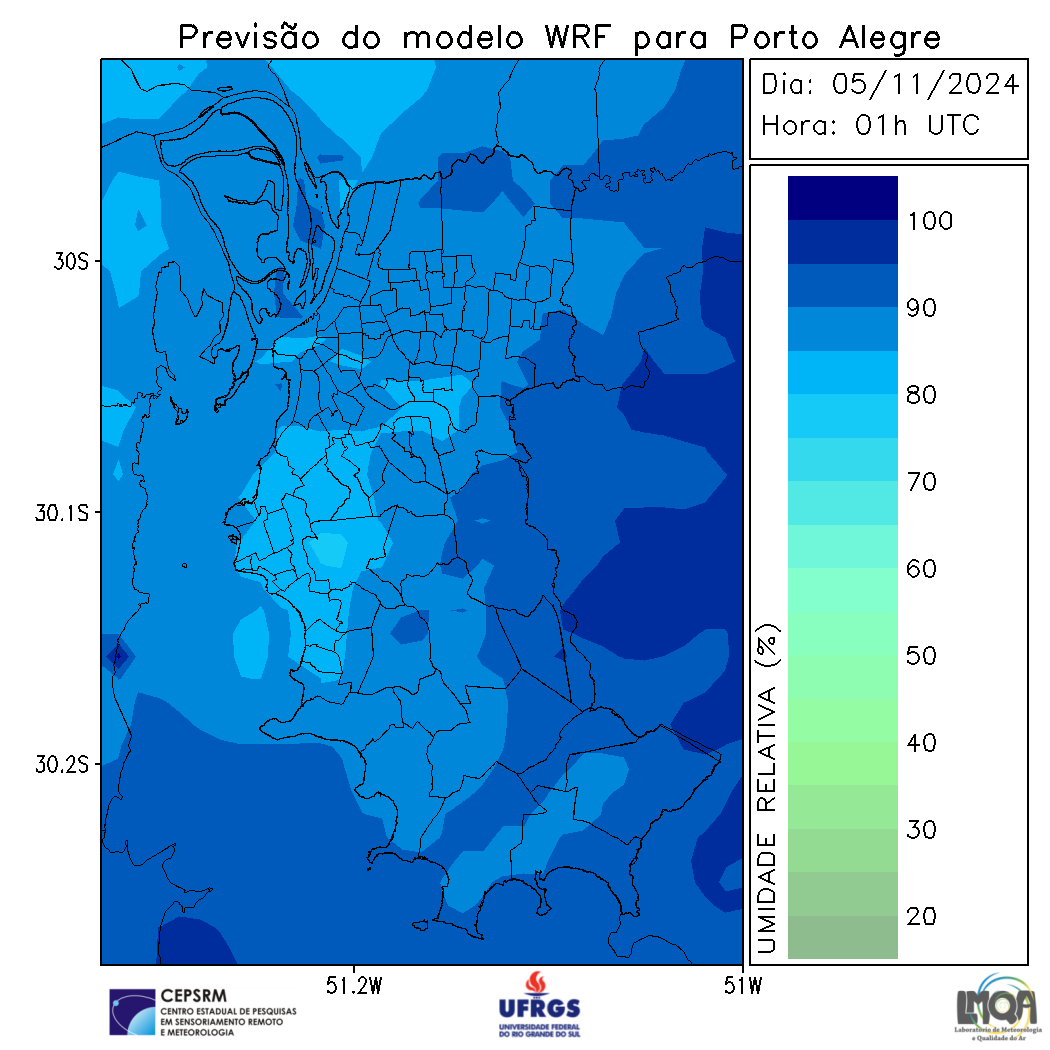 Previsão do modelo WRF para Porto Alegre
Dia: 05/11/2024
Hora: 01h UTC
100
90
80
70
60
50
40
30
20
UMIDADE RELATIVA (%)
30S
30.1S
30.2S
51.2W
51W
CEPSRM
CENTRO ESTADUAL DE PESQUISAS
EM SENSORIAMENTO REMOTO
E METEOROLOGIA
UFRGS
UNIVERSIDADE FEDERAL
DO RIO GRANDE DO SUL
LMQA
Laboratório de Meteorologia
e Qualidade do Ar